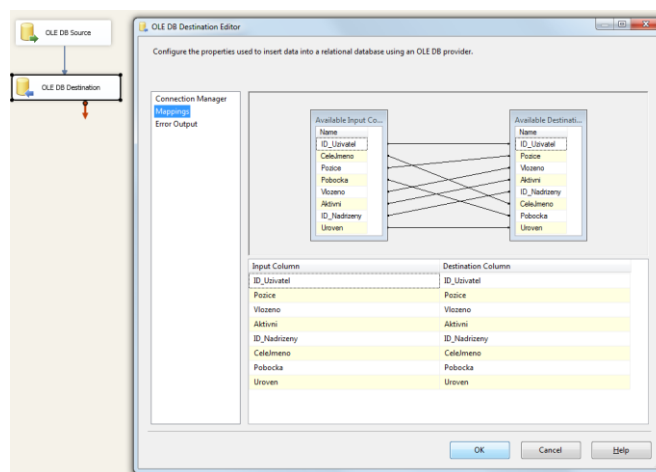 OLE DB Source
OLE DB Destination
OLE DB Destination Editor
Configure the properties used to insert data into a relational database using an OLE DB provider.
Connection Manager
Mappings
Error Output
Available Input Co...
Name
ID_Uzivatel
CeleJmeno
Pozice
Pobocka
Vlozeno
Aktivni
ID_Nadrizeny
Uroven
Available Destinati...
Name
ID_Uzivatel
Pozice
Vlozeno
Aktivni
ID_Nadrizeny
CeleJmeno
Pobocka
Uroven
Input Column Destination Column
ID_Uzivatel ID_Uzivatel
Pozice Pozice
Vlozeno Vlozeno
Aktivni Aktivni
ID_Nadrizeny ID_Nadrizeny
CeleJmeno CeleJmeno
Pobocka Pobocka
Uroven Uroven
OK Cancel Help